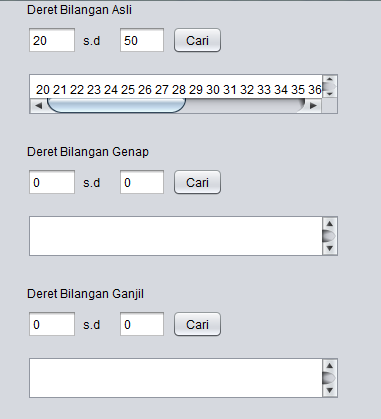 Deret Bilangan Asli
20 s.d 50 Cari
20 21 22 23 24 25 26 27 28 29 30 31 32 33 34 35 36
Deret Bilangan Genap
0 s.d 0 Cari
Deret Bilangan Ganjil
0 s.d 0 Cari